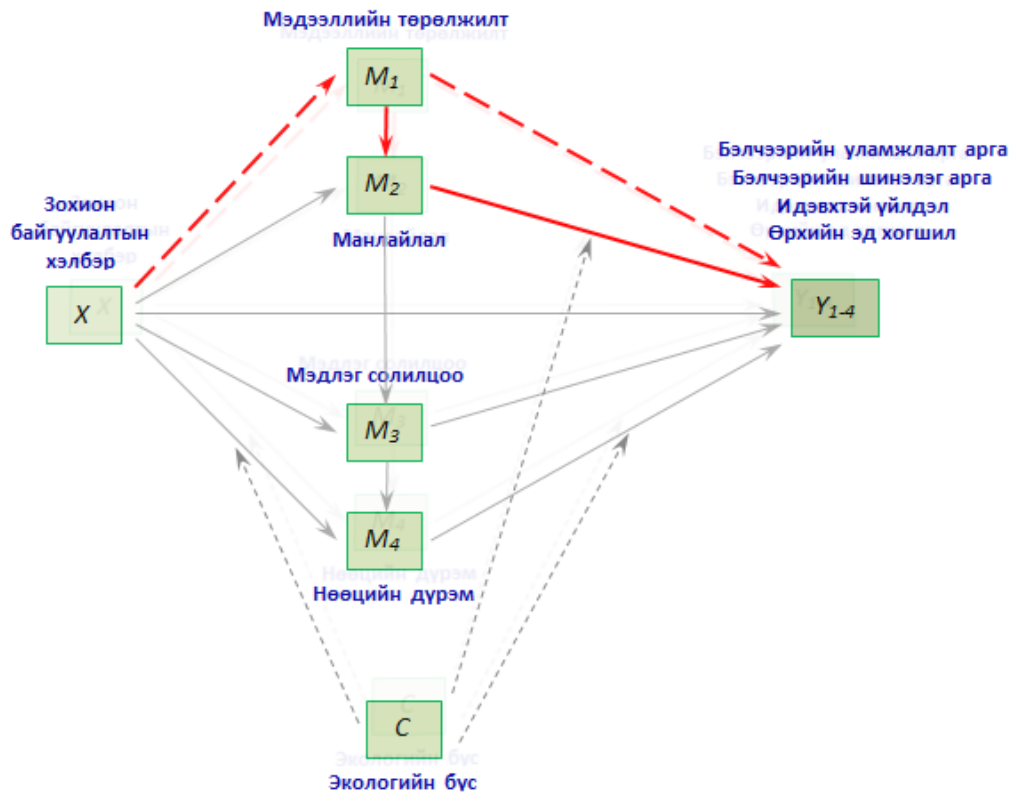 Мэдээллийн төрөлжилт
M1
Бэлчээрийн уламжлалт арга
Бэлчээрийн шинэлэг арга
Идэвхтэй үйлдэл
Өрхийн эд хогшил
M2
Манлайлал
Зохион
байгуулалтын
хэлбэр
X
Y1-4
Мэдлэг солилцоо
M3
M4
Нөөцийн дүрэм
C
Экологийн бүс